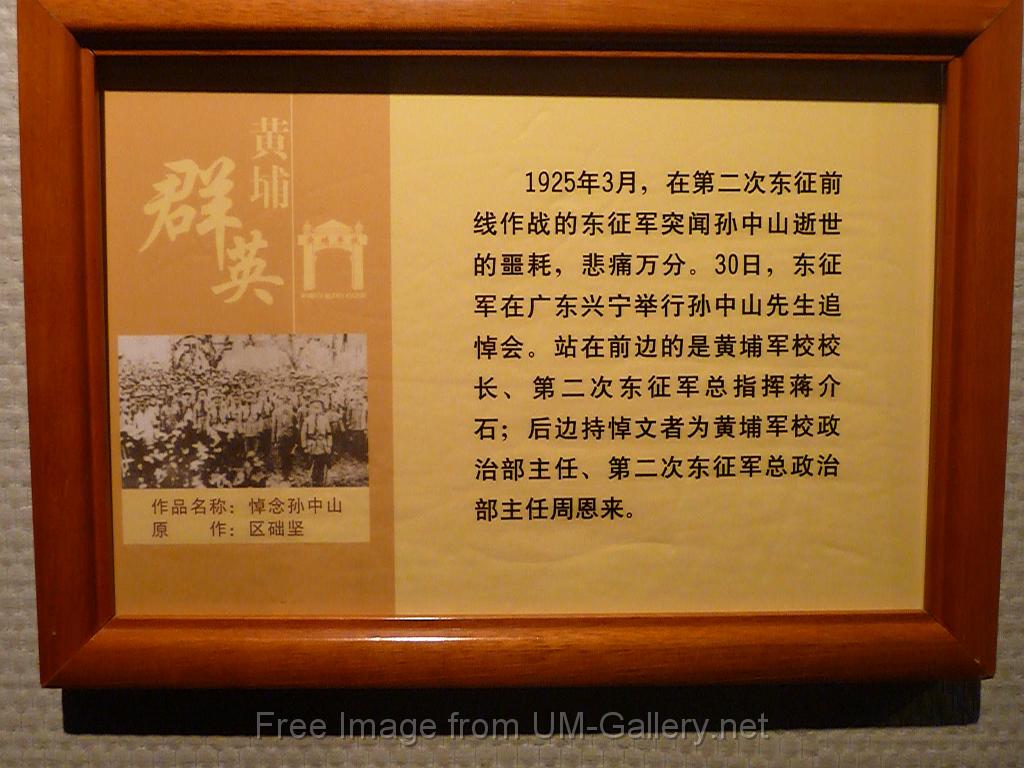 黄埔
群英
1925年3月，在第二次东征前
线作战的东征军突闻孙中山逝世
的噩耗，悲痛万分。30日，东征
军在广东兴宁举行孙中山先生追
悼会。站在前边的是黄埔军校校
长、第二次东征军总指挥蒋介
石；后边持悼文者为黄埔军校政
治部主任、第二次东征军总政治
部主任周恩来。
作品名称：悼念孙中山
原　　作：区础坚
Free Image from UM-Gallery.net